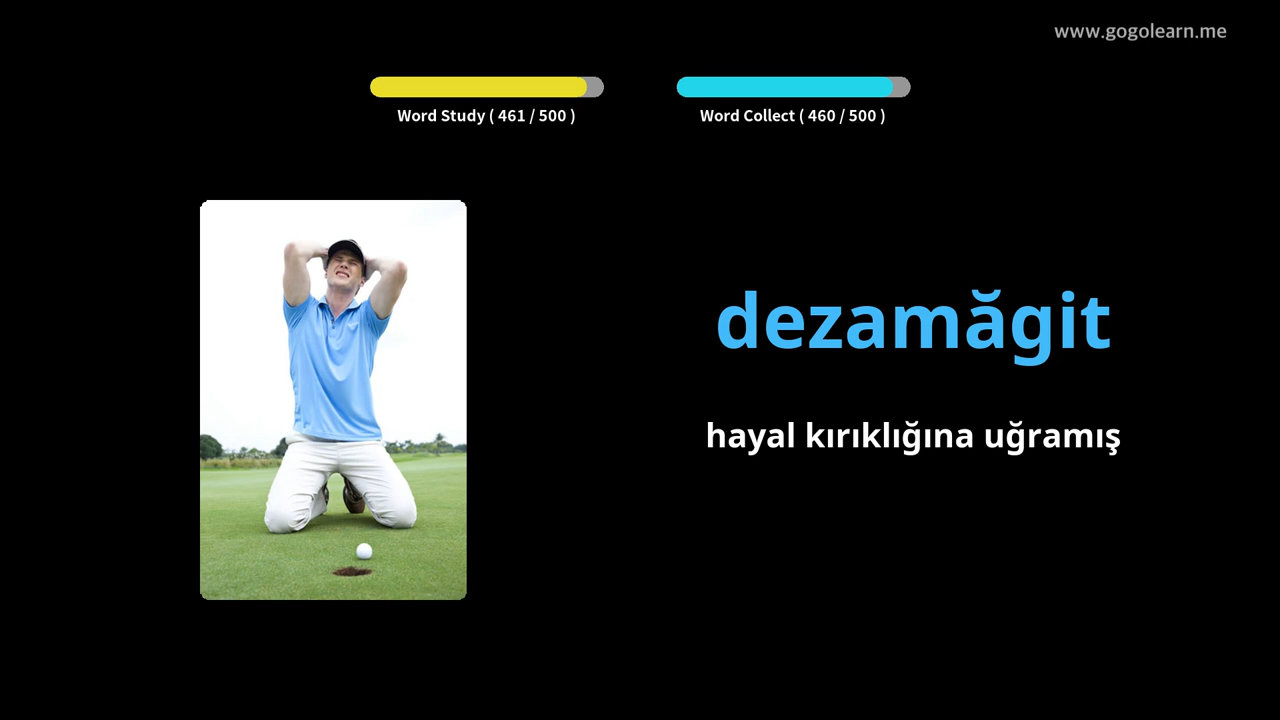 www.gogolearn.me
Word Study ( 461 / 500 )
Word Collect ( 460 / 500 )
dezamăgit
hayal kırıklığına uğramış